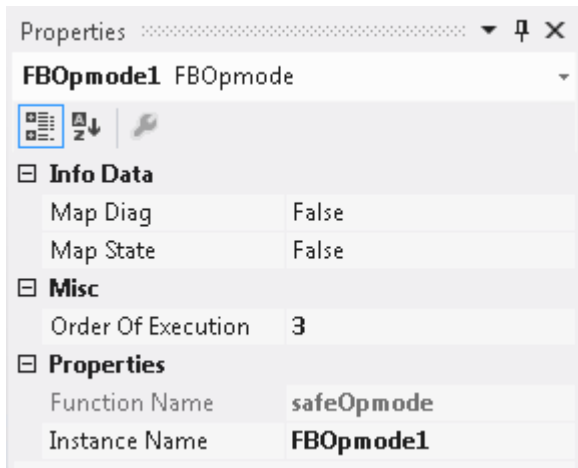 Properties
FBOpmode1 FBOpmode
Info Data
Map Diag False
Map State False
Misc
Order Of Execution 3
Properties
Function Name safeOpmode
Instance Name FBOpmode1